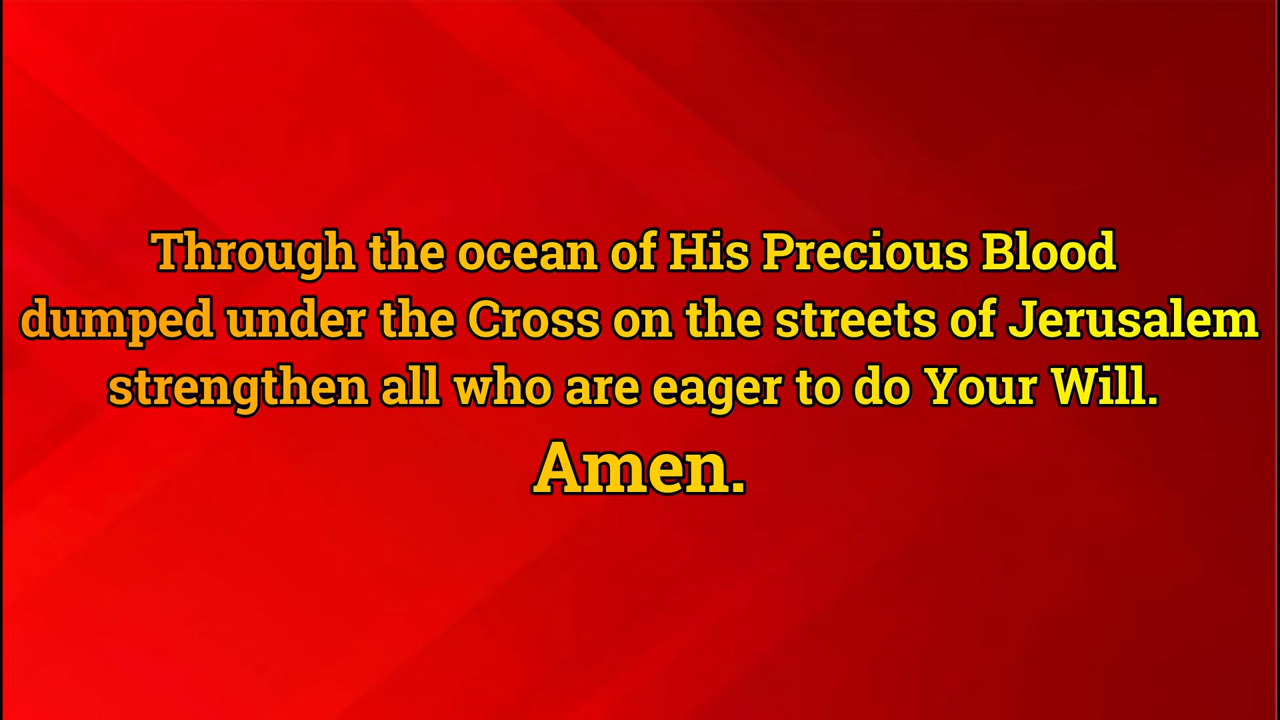 Through the ocean of His Precious Blood
dumped under the Cross on the streets of Jerusalem
strengthen all who are eager to do Your Will.
Amen.